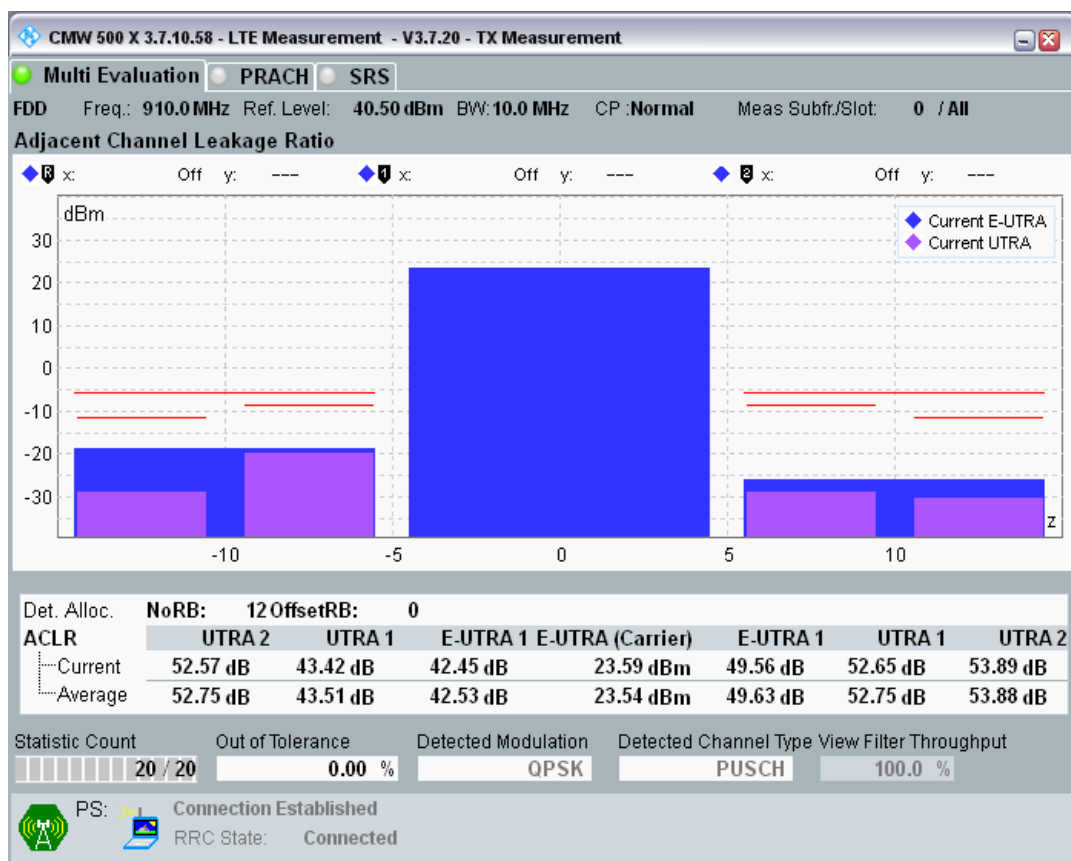 CMW 500 X 3.7.10.58 - LTE Measurement - V3.7.20 - TX Measurement
Multi Evaluation PRACH SRS
FDD Freq.: 910.0 MHz Ref. Level: 40.50 dBm BW: 10.0 MHz CP :Normal Meas Subfr./Slot: 0 / All
Adjacent Channel Leakage Ratio
R x: Off y: --- 1 x: Off y: --- 2 x: Off y: ---
dBm
Current E-UTRA
Current UTRA
30
20
10
0
-10
-20
-30
z
-10 -5 0 5 10
Det. Alloc. NoRB: 12 OffsetRB: 0
ACLR UTRA 2 UTRA 1 E-UTRA 1 E-UTRA (Carrier) E-UTRA 1 UTRA 1 UTRA 2
Current 52.57 dB 43.42 dB 42.45 dB 23.59 dBm 49.56 dB 52.65 dB 53.89 dB
Average 52.75 dB 43.51 dB 42.53 dB 23.54 dBm 49.63 dB 52.75 dB 53.88 dB
Statistic Count Out of Tolerance Detected Modulation Detected Channel Type View Filter Throughput
20 / 20 0.00 % QPSK PUSCH 100.0 %
PS: Connection Established
RRC State: Connected